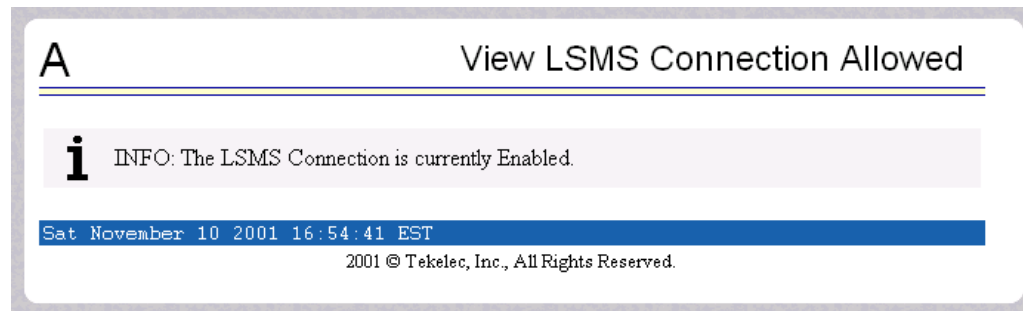 A
View LSMS Connection Allowed
i
INFO: The LSMS Connection is currently Enabled.
Sat November 10 2001 16:54:41 EST
2001 © Tekelec, Inc., All Rights Reserved.